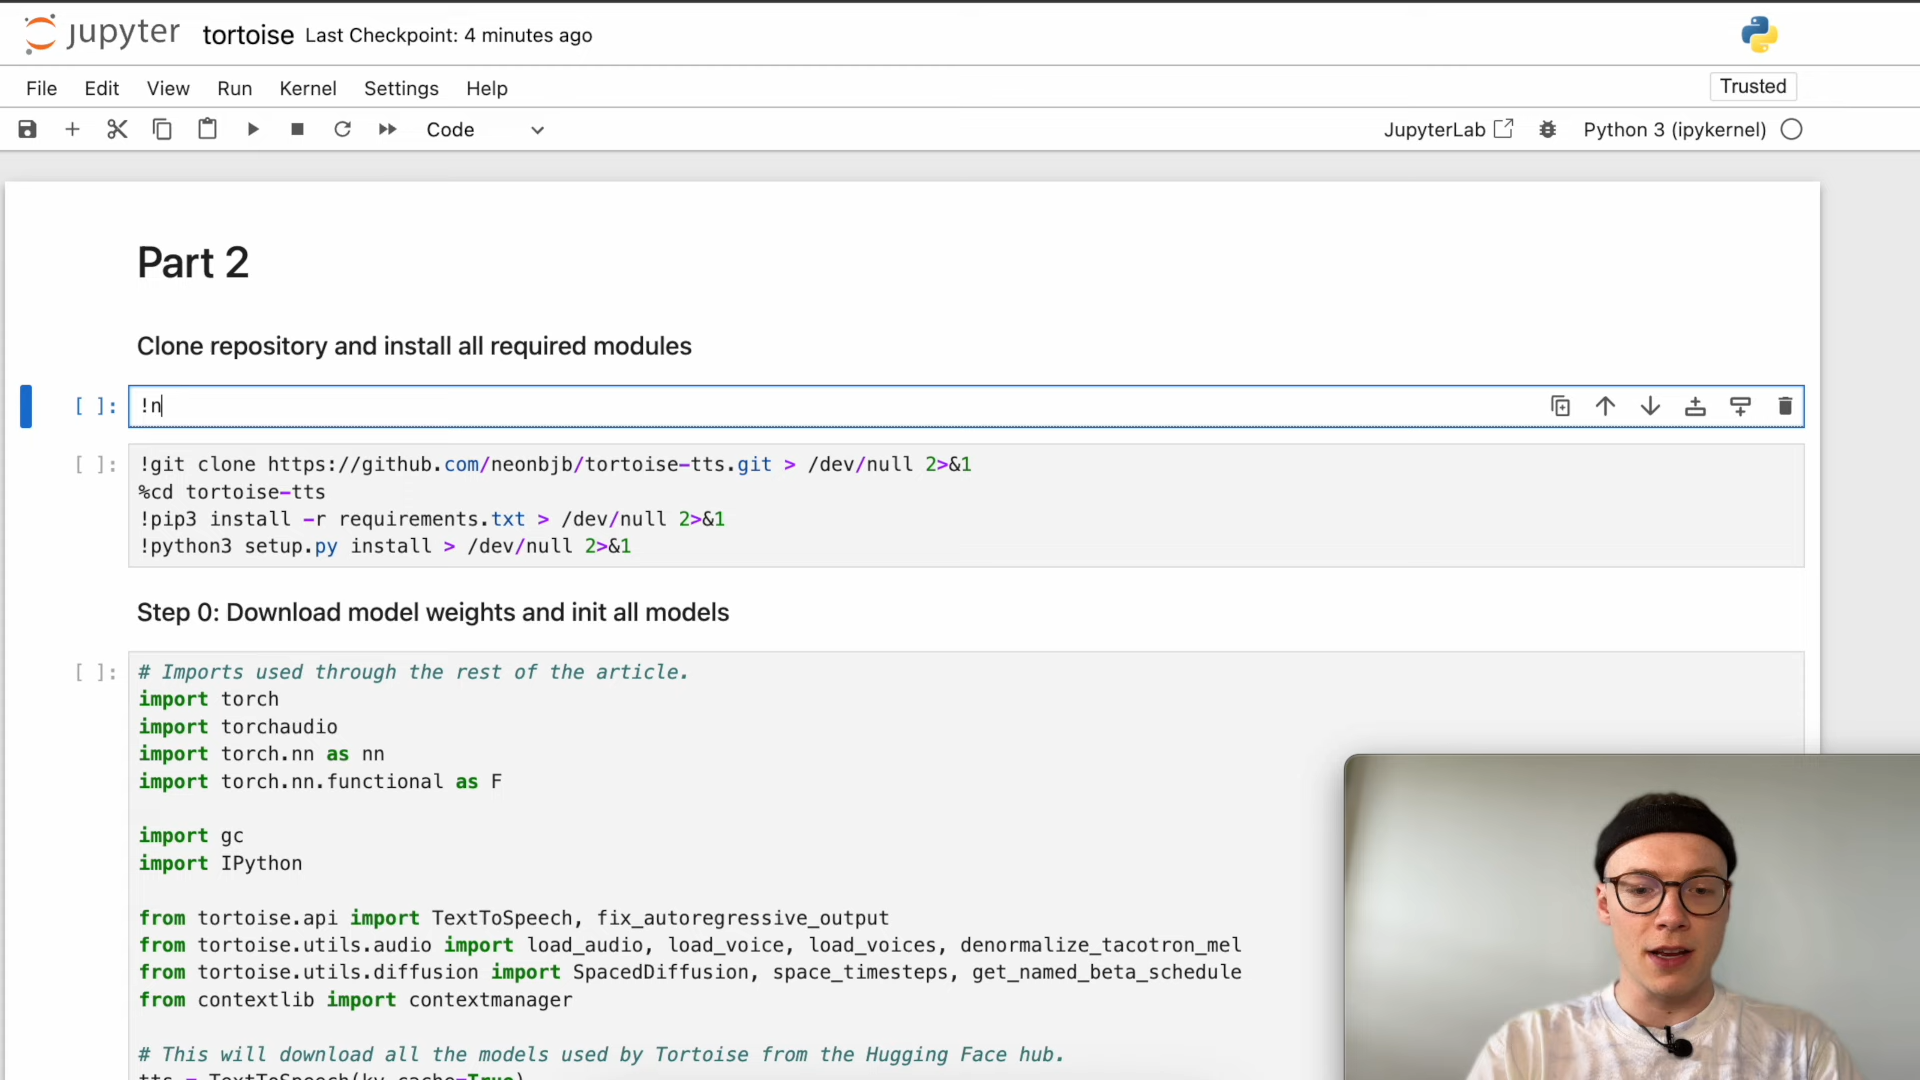 jupyter tortoise Last Checkpoint: 4 minutes ago
File Edit View Run Kernel Settings Help Trusted
Code JupyterLab Python 3 (ipykernel)
Part 2
Clone repository and install all required modules
[ ]: !n
[ ]: !git clone https://github.com/neonbjb/tortoise-tts.git > /dev/null 2>&1
%cd tortoise-tts
!pip3 install -r requirements.txt > /dev/null 2>&1
!python3 setup.py install > /dev/null 2>&1
Step 0: Download model weights and init all models
[ ]: # Imports used through the rest of the article.
import torch
import torchaudio
import torch.nn as nn
import torch.nn.functional as F
import gc
import IPython
from tortoise.api import TextToSpeech, fix_autoregressive_output
from tortoise.utils.audio import load_audio, load_voice, load_voices, denormalize_tacotron_mel
from tortoise.utils.diffusion import SpacedDiffusion, space_timesteps, get_named_beta_schedule
from contextlib import contextmanager
# This will download all the models used by Tortoise from the Hugging Face hub.
tts = TextToSpeech(kv_cache=True)